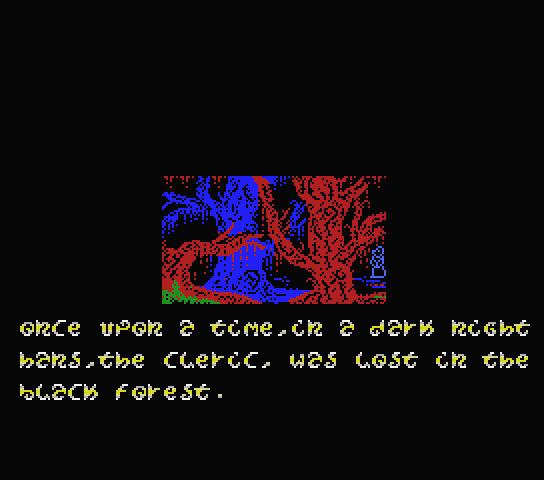 once upon a time,in a dark night
hans,the cleric, was lost in the
black forest.